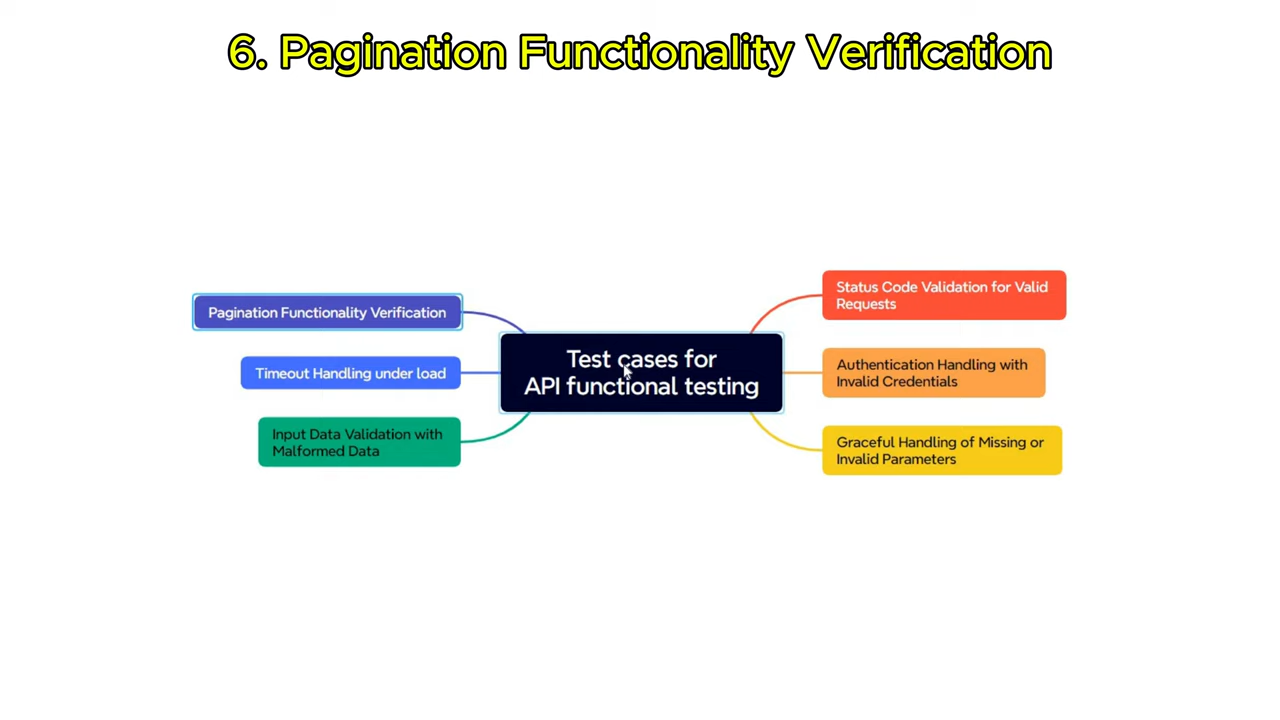 6. Pagination Functionality Verification
Pagination Functionality Verification
Timeout Handling under load
Input Data Validation with
Malformed Data
Test cases for
API functional testing
Status Code Validation for Valid
Requests
Authentication Handling with
Invalid Credentials
Graceful Handling of Missing or
Invalid Parameters